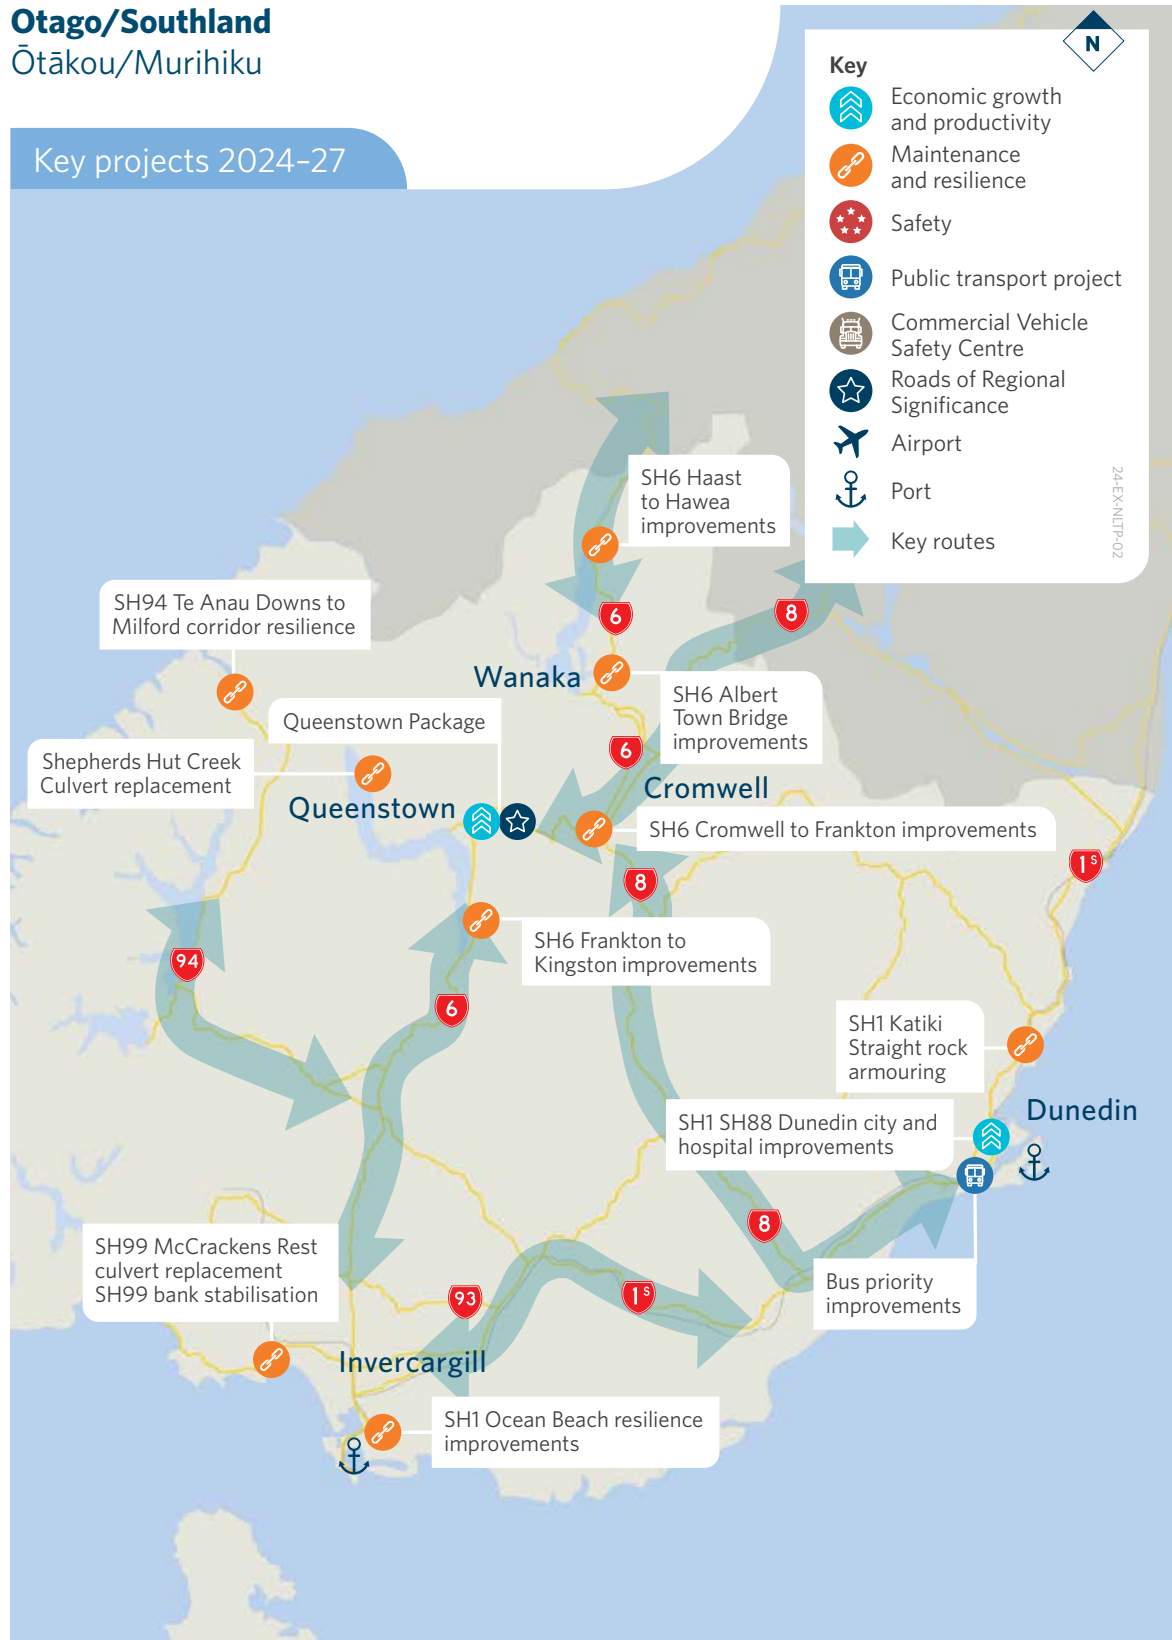 Otago/Southland
Ōtākou/Murihiku
Key projects 2024–27
N
Key
Economic growth
and productivity
Maintenance
and resilience
Safety
Public transport project
Commercial Vehicle
Safety Centre
Roads of Regional
Significance
Airport
Port
Key routes
24-EX-NLTP-02
SH6 Haast
to Hawea
improvements
SH94 Te Anau Downs to
Milford corridor resilience
6
8
Wanaka
SH6 Albert
Town Bridge
improvements
Queenstown Package
6
Shepherds Hut Creek
Culvert replacement
Queenstown
Cromwell
SH6 Cromwell to Frankton improvements
1S
8
SH6 Frankton to
Kingston improvements
94
6
SH1 Katiki
Straight rock
armouring
Dunedin
SH1 SH88 Dunedin city and
hospital improvements
8
SH99 McCrackens Rest
culvert replacement
SH99 bank stabilisation
Bus priority
improvements
93
1S
Invercargill
SH1 Ocean Beach resilience
improvements